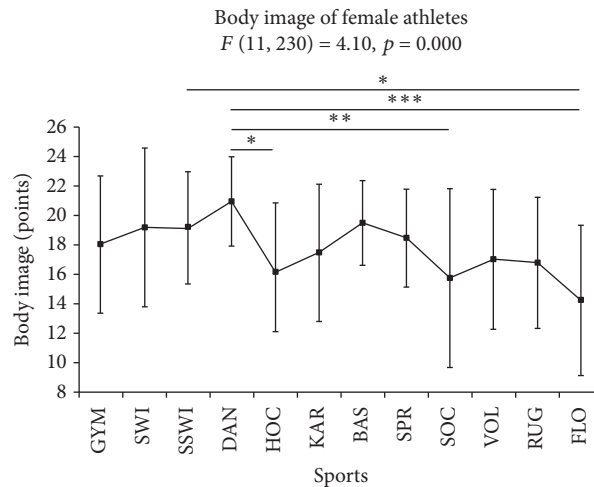 Body image of female athletes
F (11, 230) = 4.10, p = 0.000
*
***
**
*
26
24
22
20
18
16
14
12
10
8
Body image (points)
GYM
SWI
SSWI
DAN
HOC
KAR
BAS
SPR
SOC
VOL
RUG
FLO
Sports